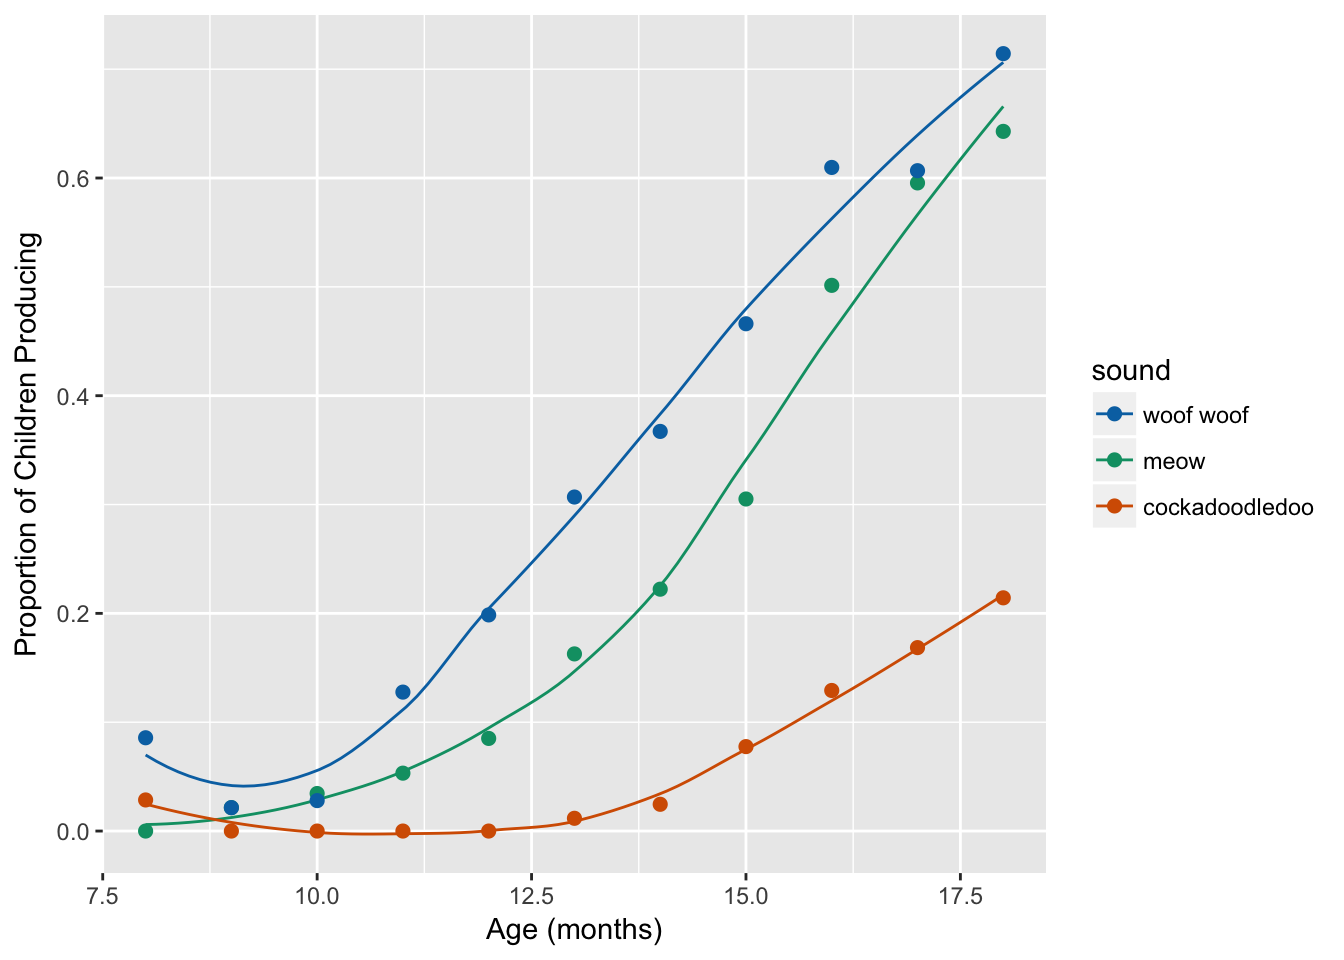 0.6
0.4
0.2
0.0
7.5 10.0 12.5 15.0 17.5
Age (months)
Proportion of Children Producing
sound
woof woof
meow
cockadoodledoo